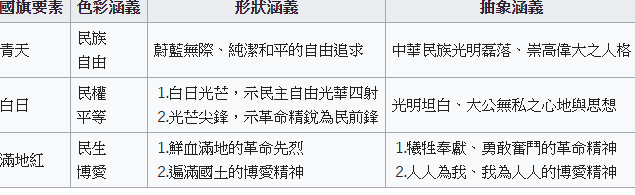 國旗要素 色彩涵義 形狀涵義 抽象涵義
青天 民族 自由 蔚藍無際、純潔和平的自由追求 中華民族光明磊落、崇高偉大之人格
白日 民權 平等 1.白日光芒，示民主自由光華四射 2.光芒尖鋒，示革命精銳為民前鋒 光明坦白、大公無私之心地與思想
滿地紅 民生 博愛 1.鮮血滿地的革命先烈 2.遍滿國土的博愛精神 1.犧牲奉獻、勇敢奮鬥的革命精神 2.人人為我、我為人人的博愛精神